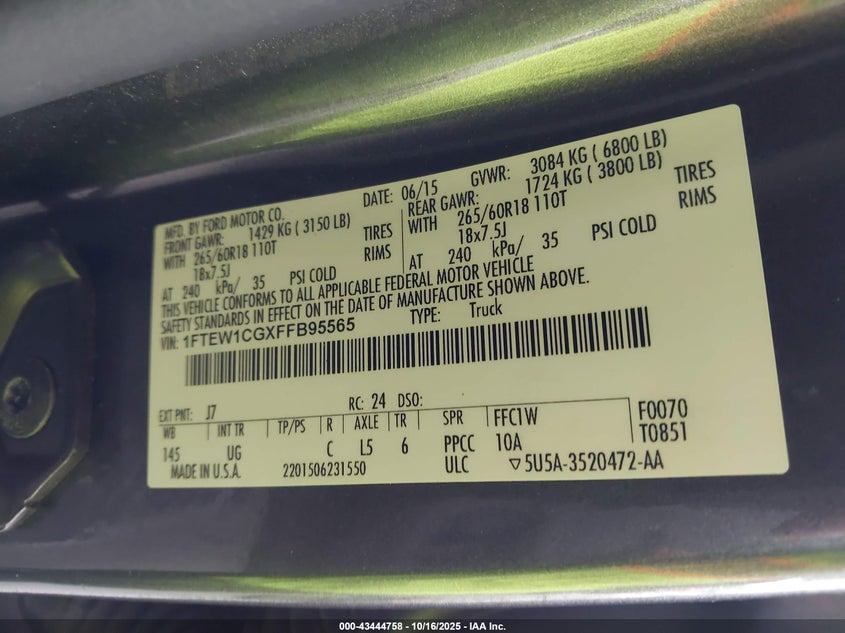 MFD. BY FORD MOTOR CO. DATE: 06/15 GVWR: 3084 KG ( 6800 LB)
FRONT GAWR: 1429 KG ( 3150 LB) REAR GAWR: 1724 KG ( 3800 LB)
WITH 265/60R18 110T TIRES WITH 265/60R18 110T TIRES
18x7.5J RIMS 18x7.5J RIMS
AT 240 kPa/ 35 PSI COLD AT 240 kPa/ 35 PSI COLD
THIS VEHICLE CONFORMS TO ALL APPLICABLE FEDERAL MOTOR VEHICLE
SAFETY STANDARDS IN EFFECT ON THE DATE OF MANUFACTURE SHOWN ABOVE.
VIN: 1FTEW1CGXFFB95565 TYPE: Truck
EXT PNT: J7 RC: 24 DSO:
WB INT TR TP/PS R AXLE TR SPR FFC1W F0070
145 UG C L5 6 PPCC 10A T0851
MADE IN U.S.A. 2201506231550 ULC ▽5U5A-3520472-AA
000-43444758 - 10/16/2025 - IAA Inc.